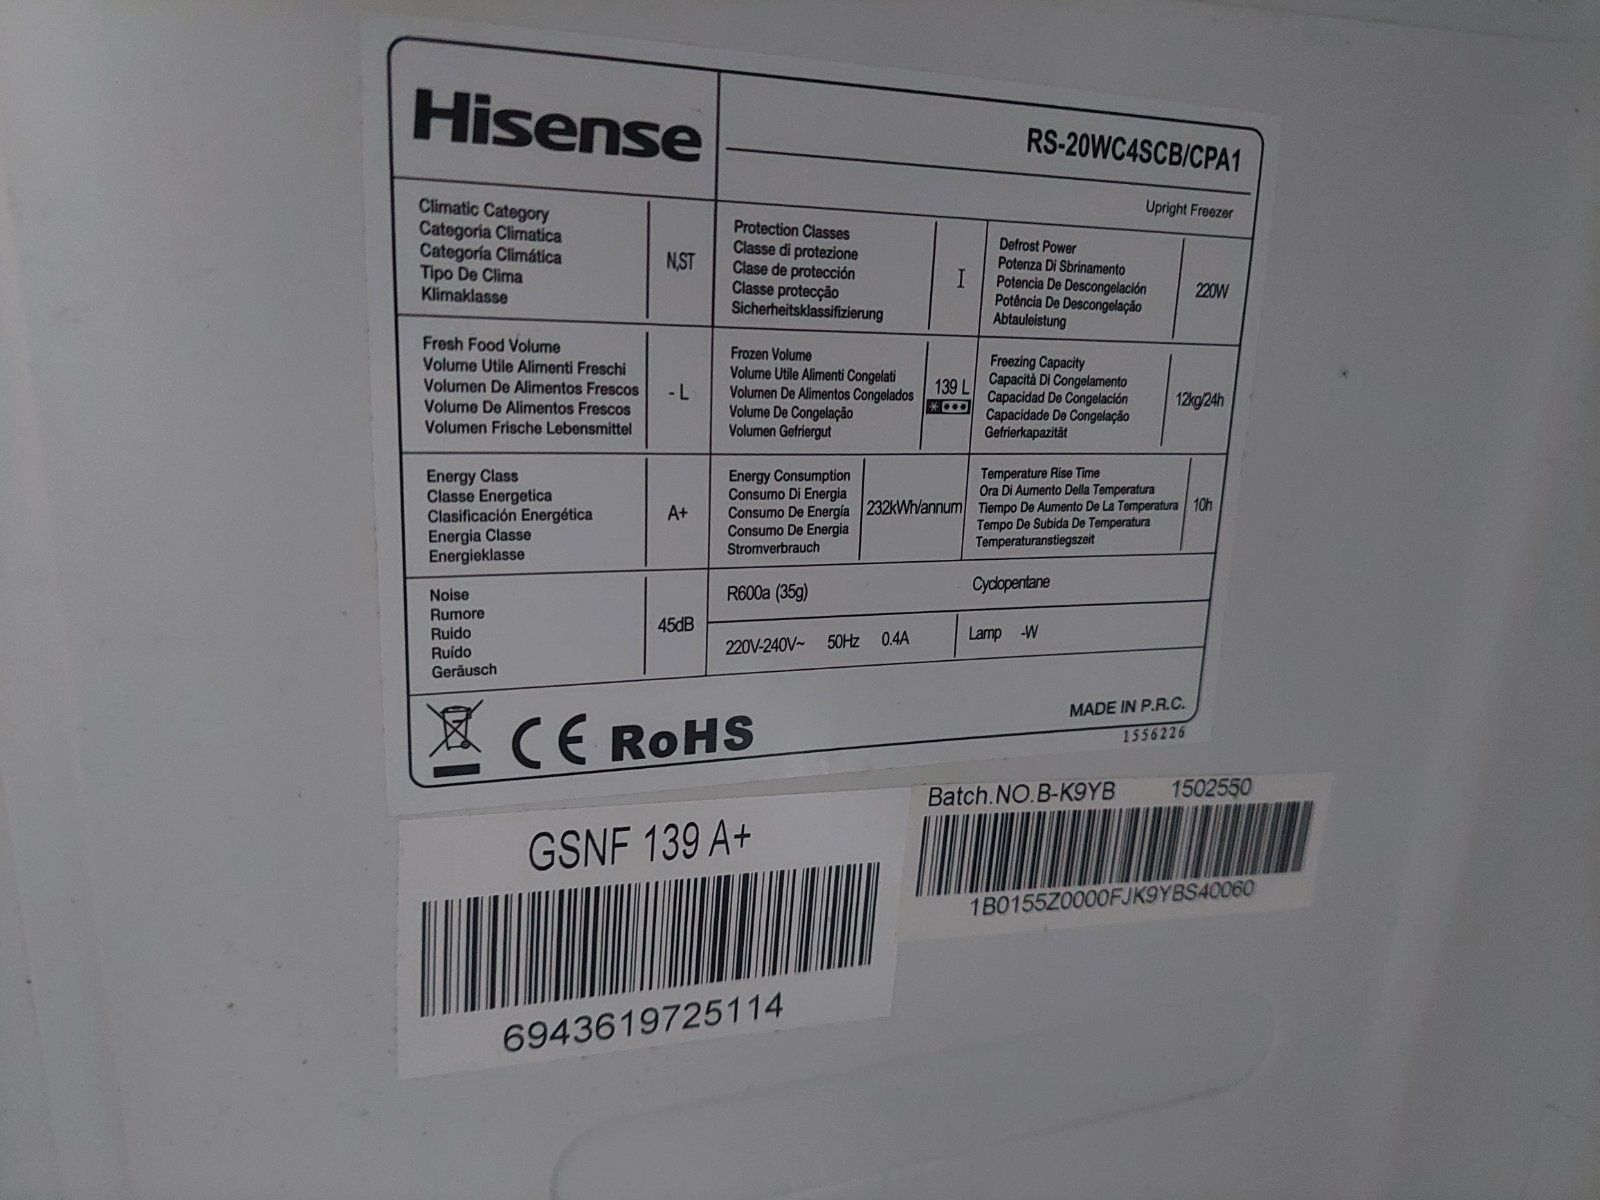 Hisense
RS-20WC4SCB/CPA1
Upright Freezer
Climatic Category
Categoria Climatica
Categoría Climática
Tipo De Clima
Klimaklasse
N,ST
Protection Classes
Classe di protezione
Clase de protección
Classe protecção
Sicherheitsklassifizierung
I
Defrost Power
Potenza Di Sbrinamento
Potencia De Descongelación
Potência De Descongelação
Abtauleistung
220W
Fresh Food Volume
Volume Utile Alimenti Freschi
Volumen De Alimentos Frescos
Volume De Alimentos Frescos
Volumen Frische Lebensmittel
- L
Frozen Volume
Volume Utile Alimenti Congelati
Volumen De Alimentos Congelados
Volume De Congelação
Volumen Gefriergut
139 L
Freezing Capacity
Capacità Di Congelamento
Capacidad De Congelación
Capacidade De Congelação
Gefrierkapazität
12kg/24h
Energy Class
Classe Energetica
Clasificación Energética
Energia Classe
Energieklasse
A+
Energy Consumption
Consumo Di Energia
Consumo De Energía
Consumo De Energia
Stromverbrauch
232kWh/annum
Temperature Rise Time
Ora Di Aumento Della Temperatura
Tiempo De Aumento De La Temperatura
Tempo De Subida De Temperatura
Temperaturanstiegszeit
10h
Noise
Rumore
Ruido
Ruído
Geräusch
45dB
R600a (35g)
Cyclopentane
220V-240V~ 50Hz 0.4A
Lamp -W
CE RoHS
MADE IN P.R.C.
1556226
GSNF 139 A+
6943619725114
Batch.NO.B-K9YB 1502550
1B0155Z0000FJK9YBS40060